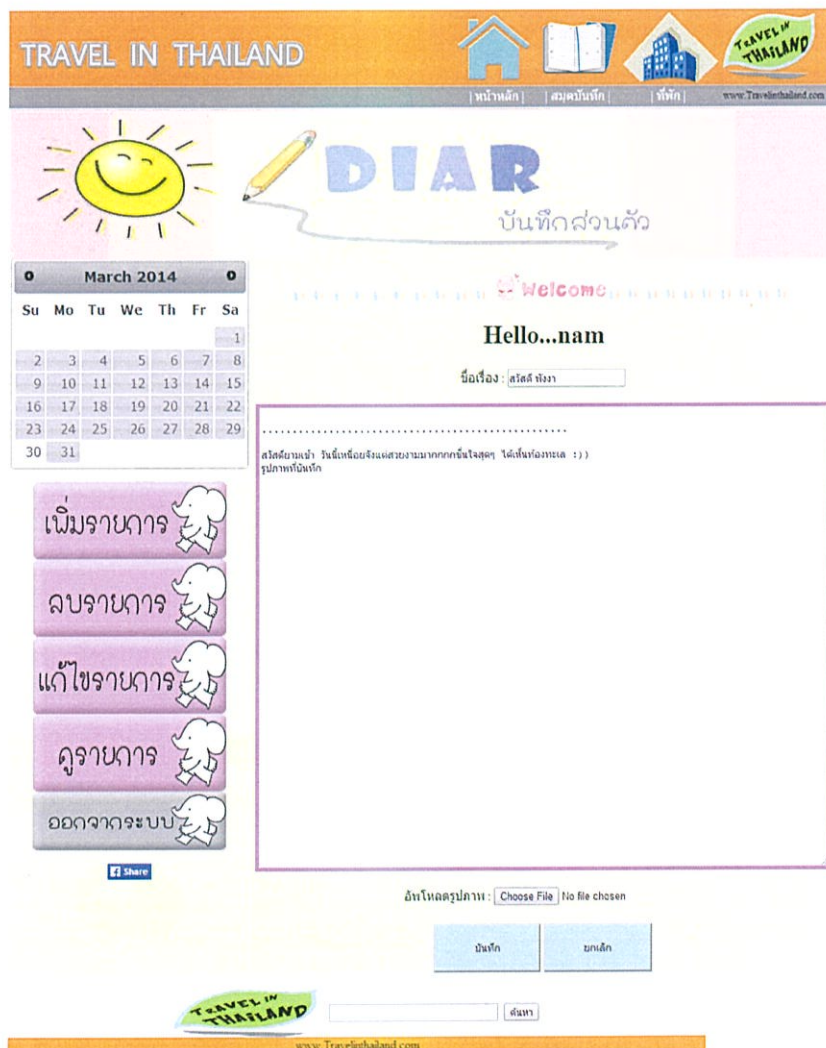 TRAVEL IN THAILAND
TRAVEL IN
THAILAND
| หน้าหลัก | | สมุดบันทึก | | ที่พัก | www.Travelinthailand.com
DIAR
บันทึกส่วนตัว
March 2014
Su Mo Tu We Th Fr Sa
1
2 3 4 5 6 7 8
9 10 11 12 13 14 15
16 17 18 19 20 21 22
23 24 25 26 27 28 29
30 31
Welcome
Hello...nam
ชื่อเรื่อง : สวัสดี พังงา
..................................................
สวัสดียามเช้า วันนี้เหนื่อยจังแต่สวยงามมากกกกชื่นใจสุดๆ ได้เห็นท้องทะเล :))
รูปภาพที่บันทึก
เพิ่มรายการ
ลบรายการ
แก้ไขรายการ
ดูรายการ
ออกจากระบบ
Share
อัพโหลดรูปภาพ : Choose File No file chosen
บันทึก ยกเลิก
TRAVEL IN
THAILAND
ค้นหา
www.Travelinthailand.com